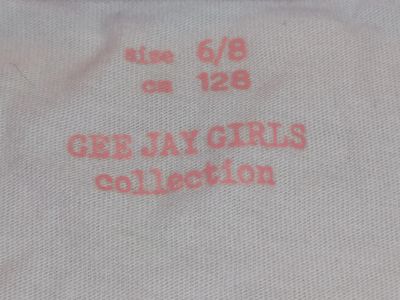 size 6/8
cm 128
GEE JAY GIRLS
collection